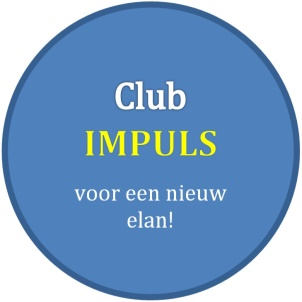 Club
IMPULS
voor een nieuw
elan!